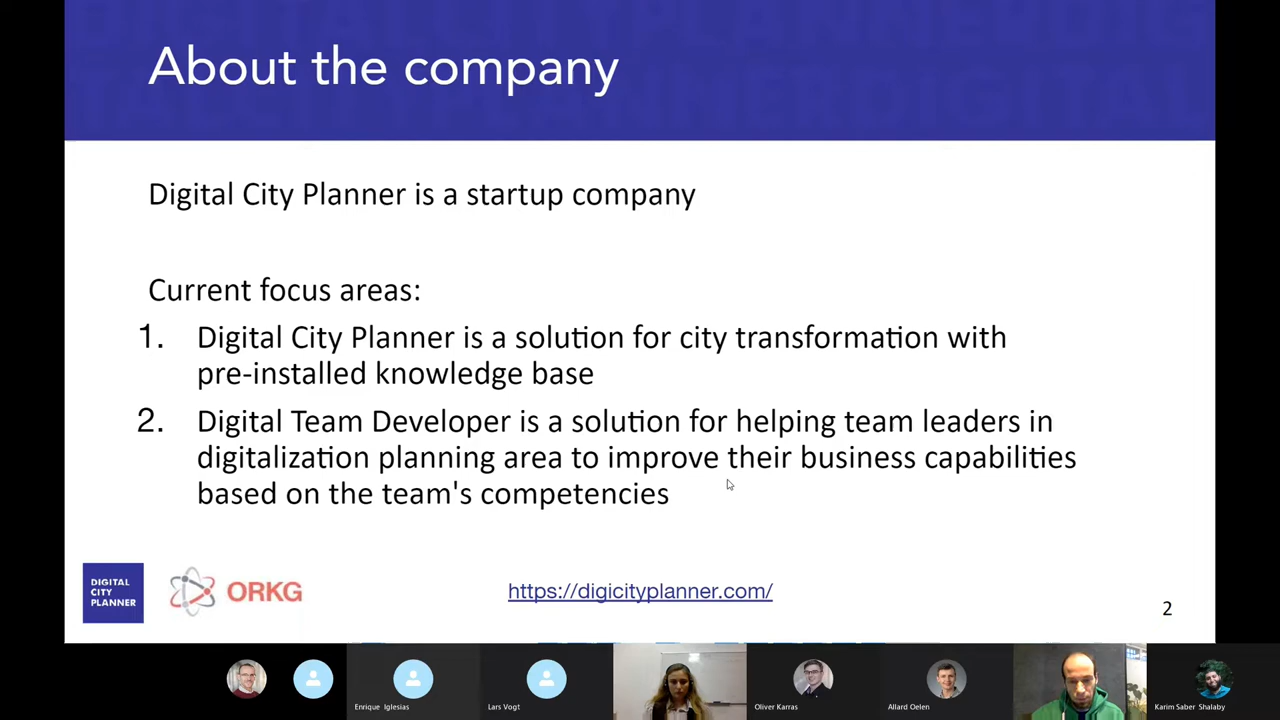 About the company
Digital City Planner is a startup company
Current focus areas:
1. Digital City Planner is a solution for city transformation with
pre-installed knowledge base
2. Digital Team Developer is a solution for helping team leaders in
digitalization planning area to improve their business capabilities
based on the team's competencies
DIGITAL
CITY
PLANNER
ORKG
https://digicityplanner.com/
2
Enrique Iglesias
Lars Vogt
Oliver Karras
Allard Oelen
Karim Saber Shalaby